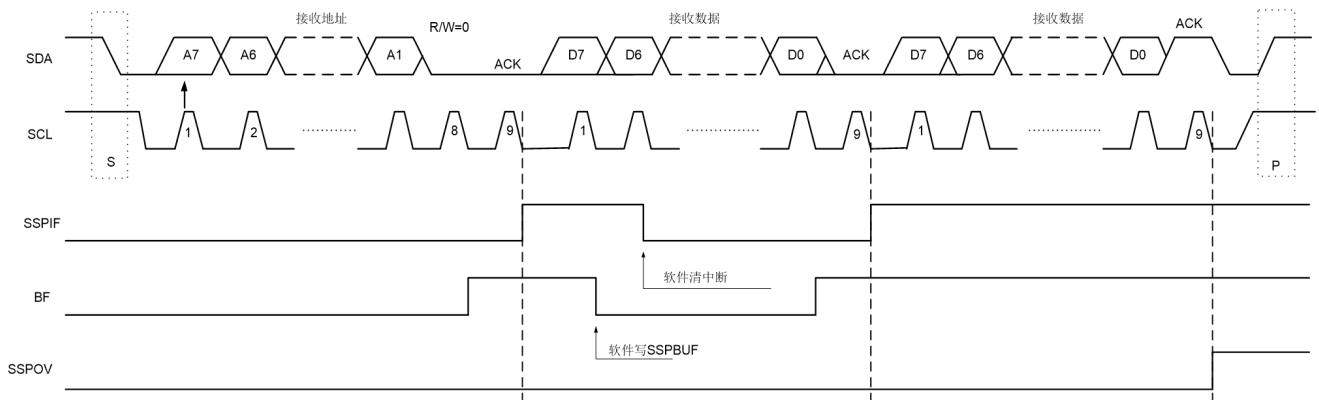 接收地址 接收数据 接收数据
R/W=0 ACK
SDA A7 A6 A1 ACK D7 D6 D0 ACK D7 D6 D0
SCL 1 2 8 9 1 9 1 9
S P
SSPIF
软件清中断
BF
软件写SSPBUF
SSPOV